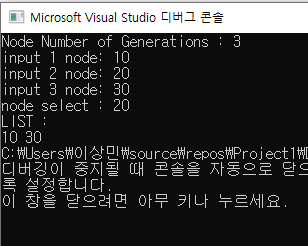 Microsoft Visual Studio 디버그 콘솔
Node Number of Generations : 3
input 1 node: 10
input 2 node: 20
input 3 node: 30
node select : 20
LIST :
10 30
C:₩Users₩이상민₩source₩repos₩Project1₩
디버깅이 중지될 때 콘솔을 자동으로 닫으
록 설정합니다.
이 창을 닫으려면 아무 키나 누르세요.